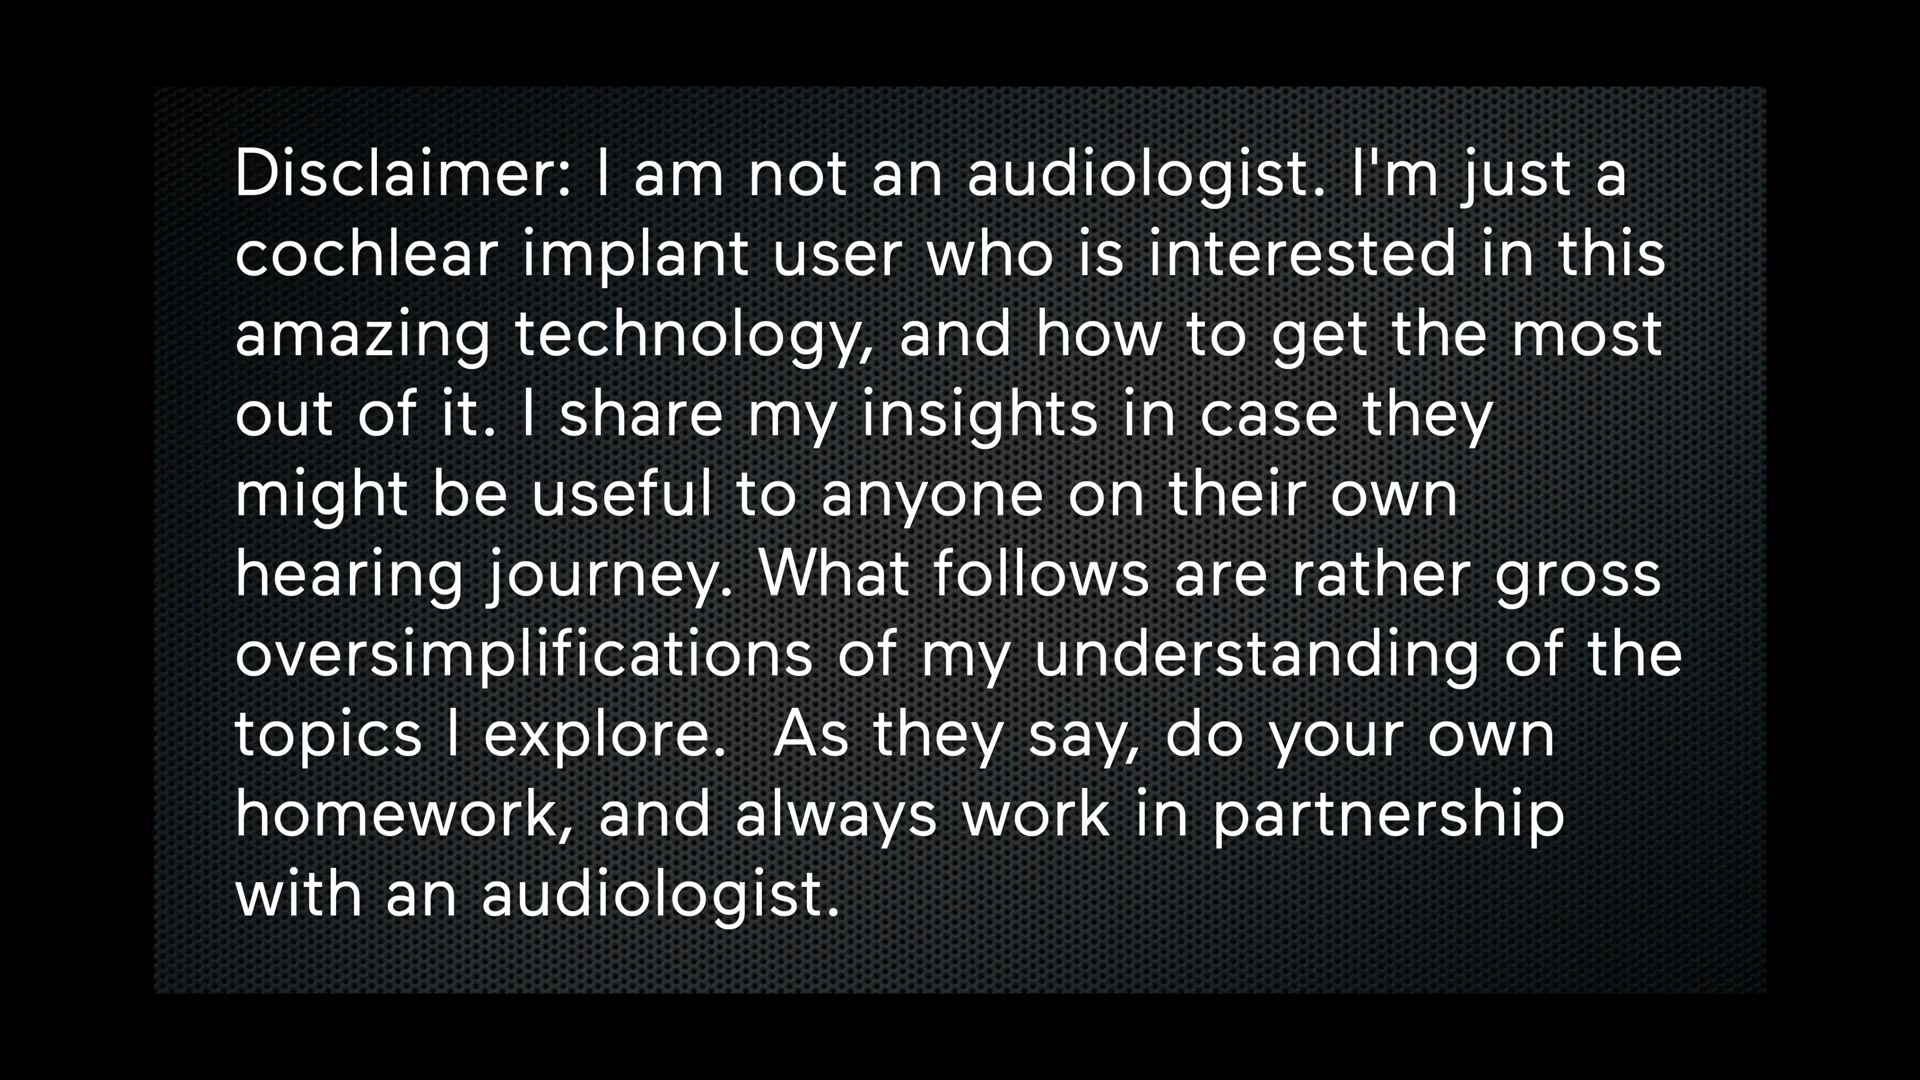 Disclaimer: I am not an audiologist. I'm just a
cochlear implant user who is interested in this
amazing technology, and how to get the most
out of it. I share my insights in case they
might be useful to anyone on their own
hearing journey.  What follows are rather gross
oversimplifications of my understanding of the
topics I explore.  As they say, do your own
homework, and always work in partnership
with an audiologist.